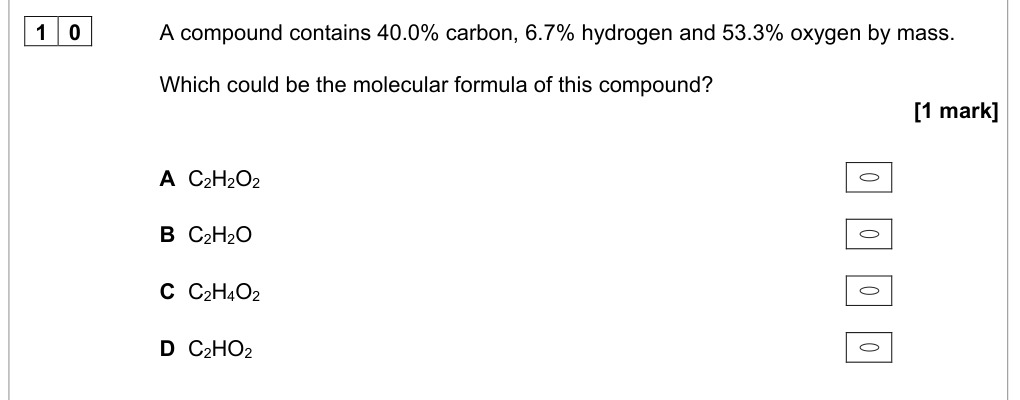 1 0 A compound contains 40.0% carbon, 6.7% hydrogen and 53.3% oxygen by mass.
Which could be the molecular formula of this compound?
[1 mark]
A C₂H₂O₂
B C₂H₂O
C C₂H₄O₂
D C₂HO₂